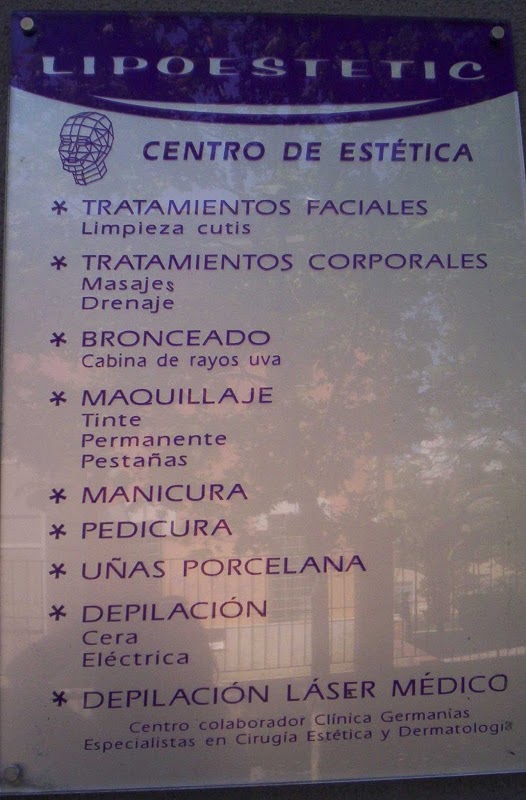 LIPOESTETIC
CENTRO DE ESTÉTICA
* TRATAMIENTOS FACIALES
Limpieza cutis
* TRATAMIENTOS CORPORALES
Masajes
Drenaje
* BRONCEADO
Cabina de rayos uva
* MAQUILLAJE
Tinte
Permanente
Pestañas
* MANICURA
* PEDICURA
* UÑAS PORCELANA
* DEPILACIÓN
Cera
Eléctrica
* DEPILACIÓN LÁSER MÉDICO
Centro colaborador Clínica Germanías
Especialistas en Cirugía Estética y Dermatología